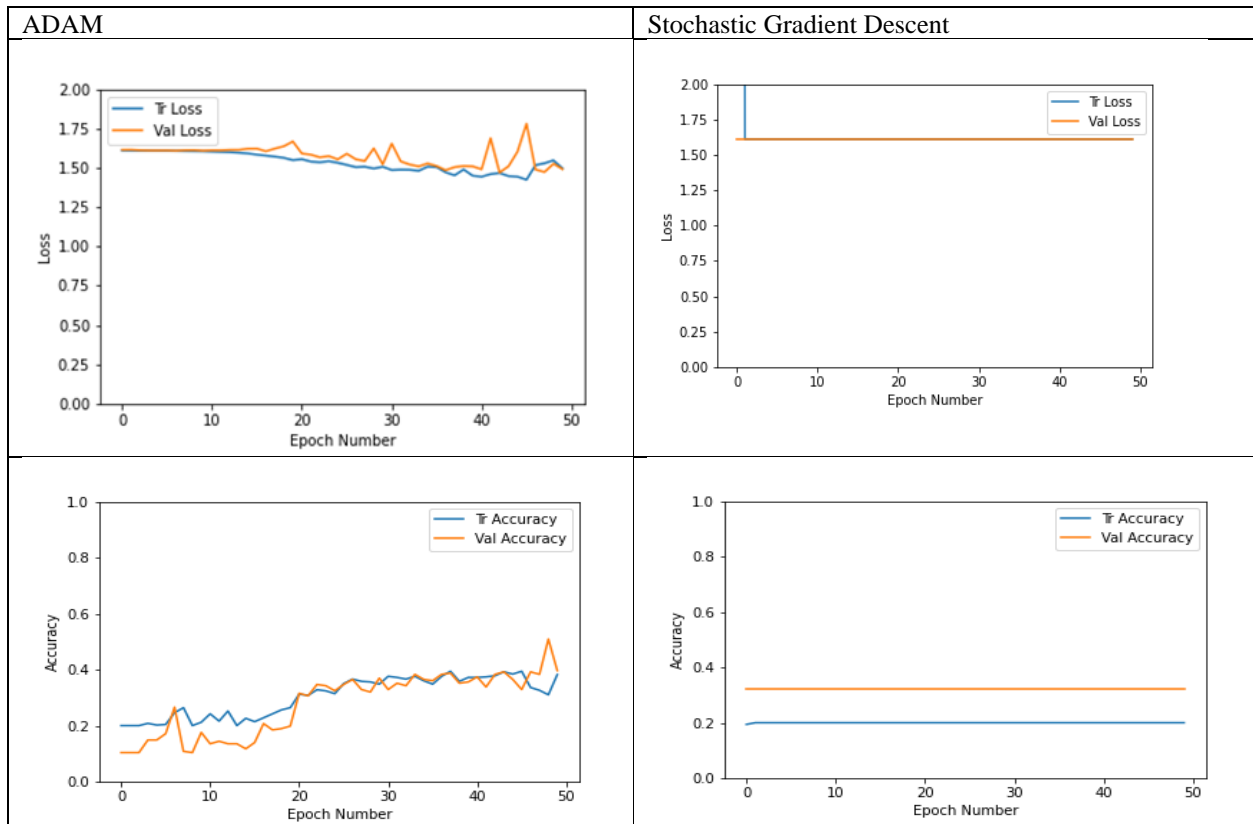 ADAM
Stochastic Gradient Descent
2.00
1.75
1.50
1.25
1.00
0.75
0.50
0.25
0.00
Loss
Tr Loss
Val Loss
0 10 20 30 40 50
Epoch Number
2.00
1.75
1.50
1.25
1.00
0.75
0.50
0.25
0.00
Loss
Tr Loss
Val Loss
0 10 20 30 40 50
Epoch Number
1.0
0.8
0.6
0.4
0.2
0.0
Accuracy
Tr Accuracy
Val Accuracy
0 10 20 30 40 50
Epoch Number
1.0
0.8
0.6
0.4
0.2
0.0
Accuracy
Tr Accuracy
Val Accuracy
0 10 20 30 40 50
Epoch Number